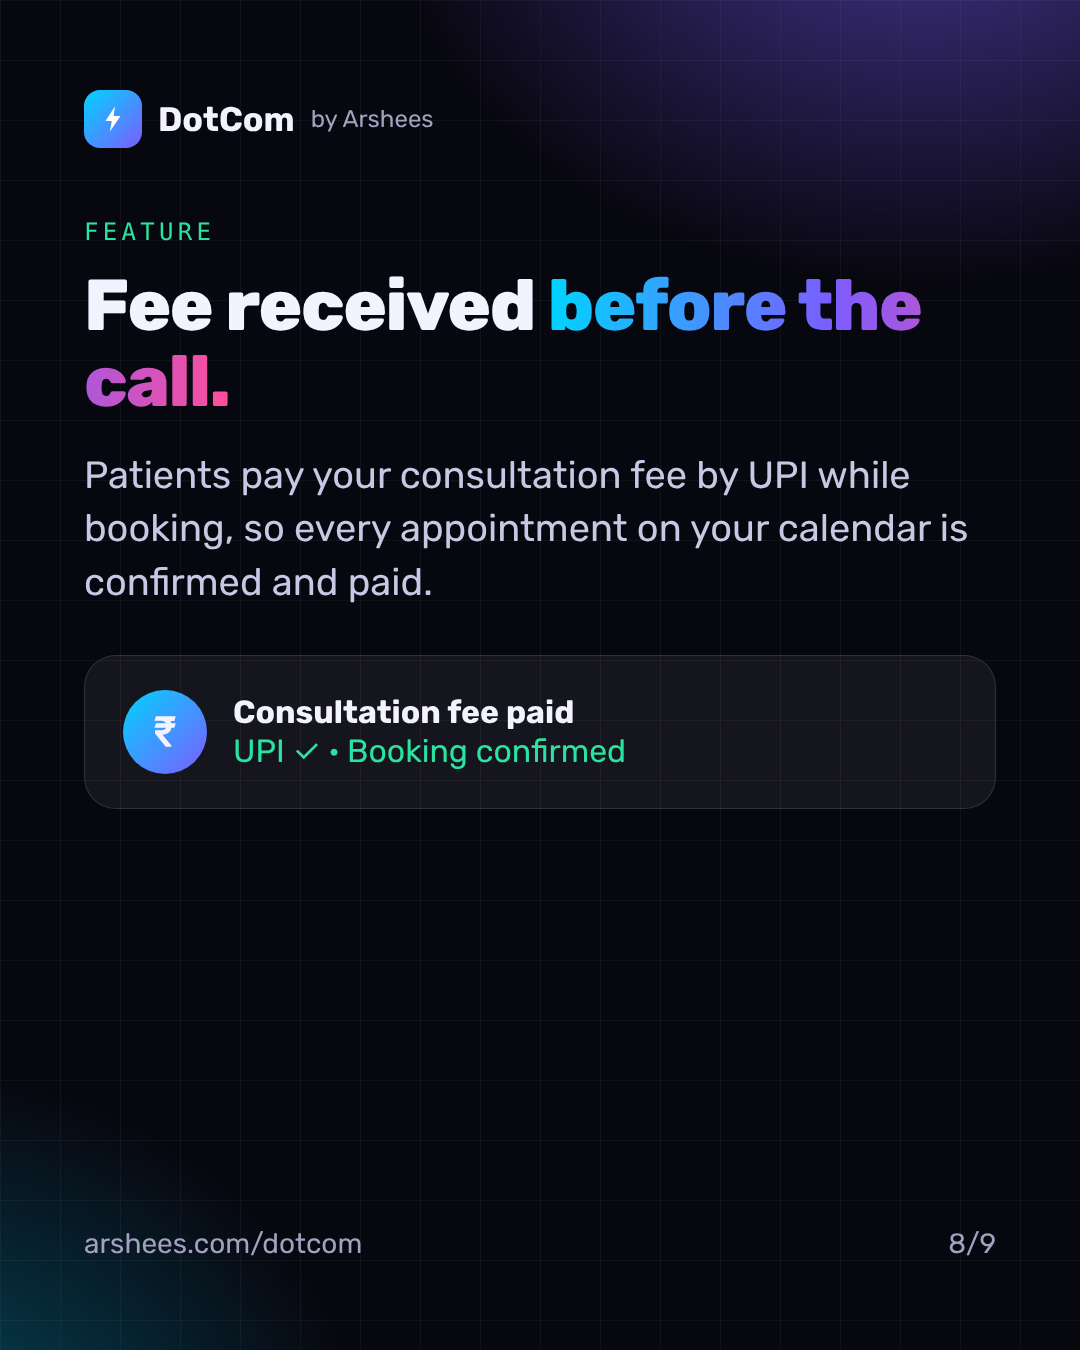 DotCom by Arshees
FEATURE
Fee received before the
call.
Patients pay your consultation fee by UPI while
booking, so every appointment on your calendar is
confirmed and paid.
₹
Consultation fee paid
UPI ✓ • Booking confirmed
arshees.com/dotcom
8/9